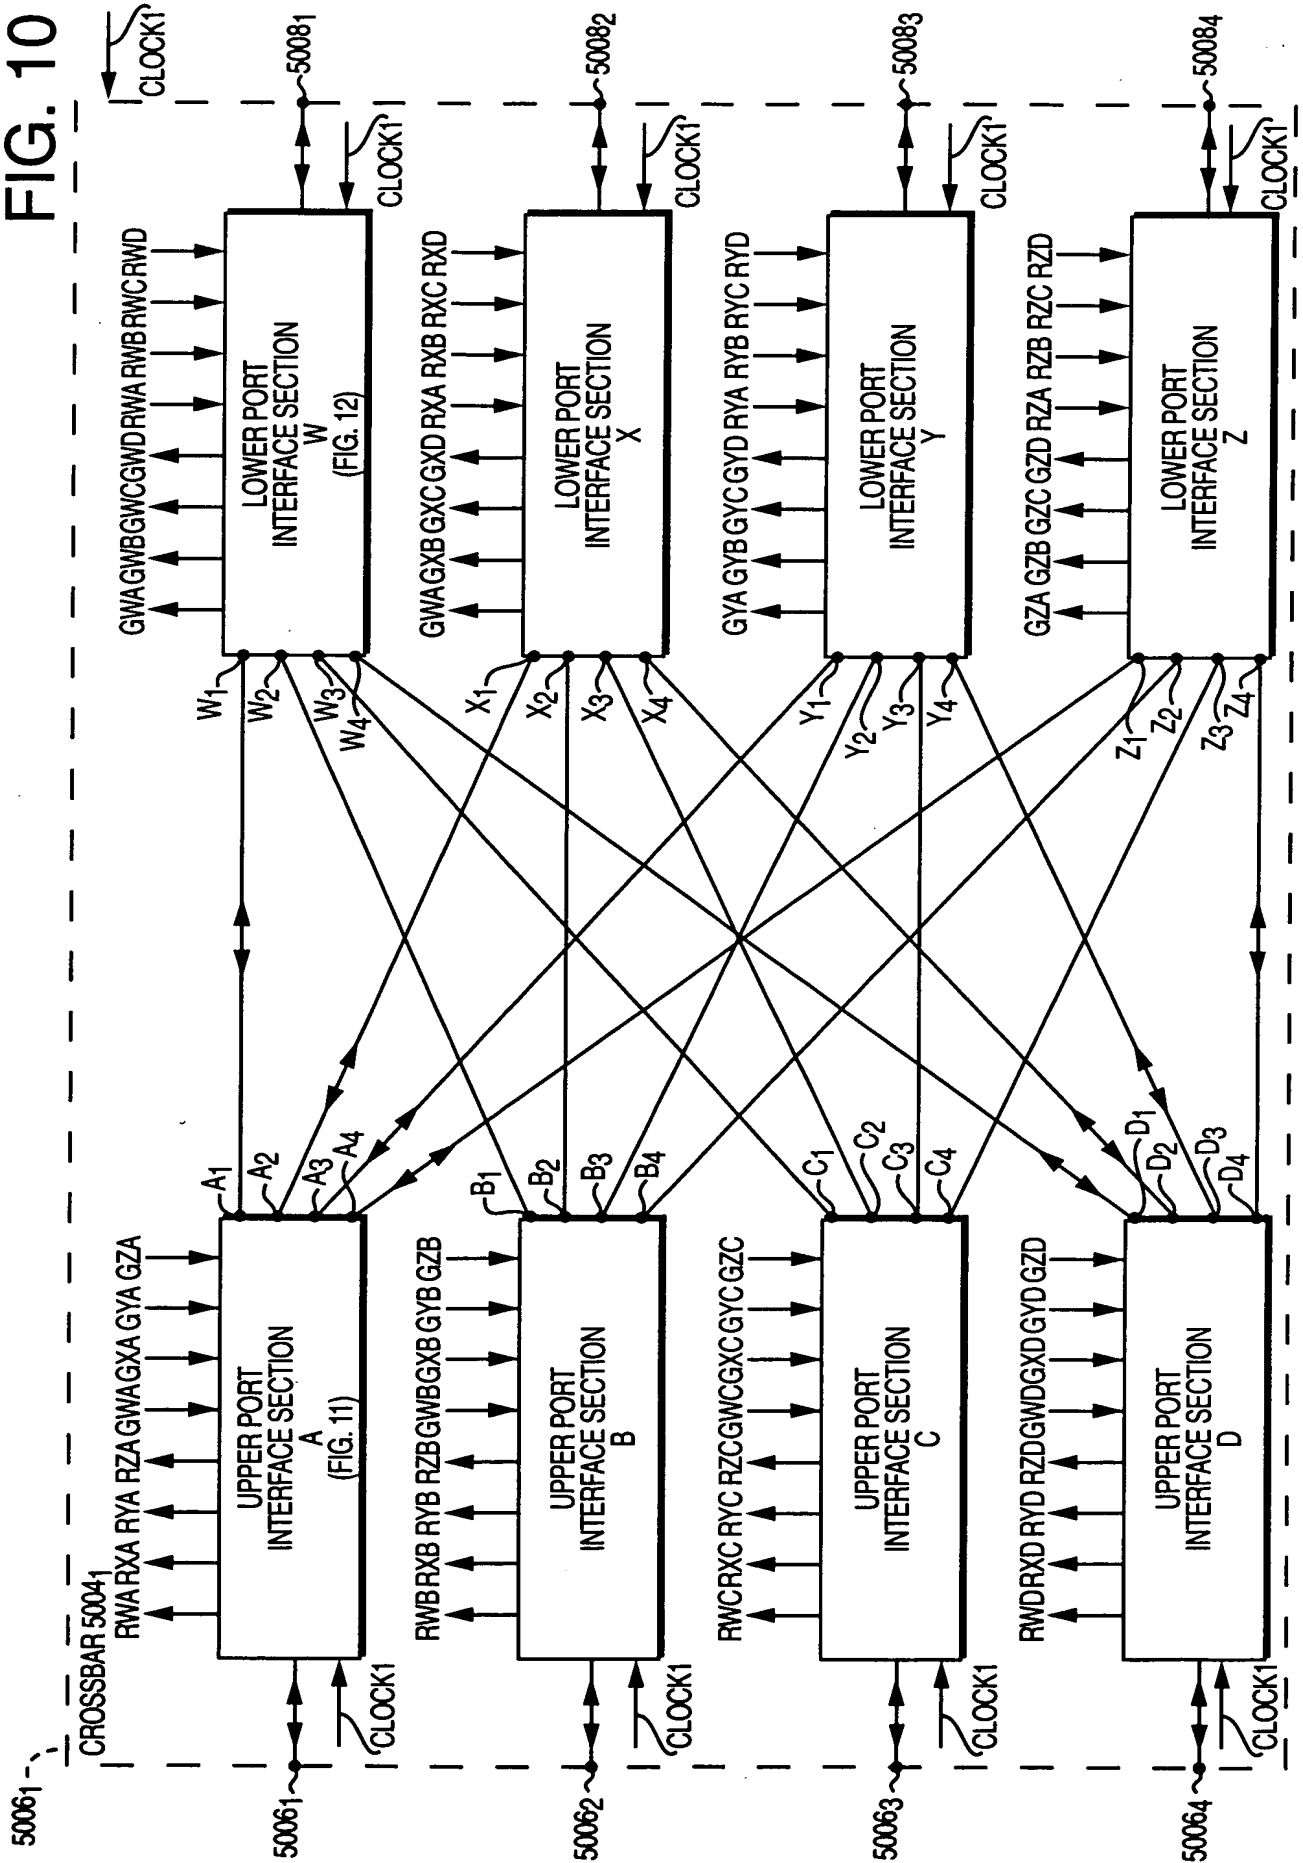 FIG. 10
CLOCK1
5006₁
CROSSBAR 5004₁
RWA RXA RYA RZA GWA GXA GYA GZA
UPPER PORT
INTERFACE SECTION
A
(FIG. 11)
A1
A2
A3
A4
5006₁
CLOCK1
GWA GWB GWC GWD RWA RWB RWC RWD
LOWER PORT
INTERFACE SECTION
W
(FIG. 12)
W1
W2
W3
W4
5008₁
CLOCK1
RWB RXB RYB RZB GWB GXB GYB GZB
UPPER PORT
INTERFACE SECTION
B
B1
B2
B3
B4
5006₂
CLOCK1
GWA GXB GXC GXD RXA RXB RXC RXD
LOWER PORT
INTERFACE SECTION
X
X1
X2
X3
X4
5008₂
CLOCK1
RWC RXC RYC RZC GWC GXC GYC GZC
UPPER PORT
INTERFACE SECTION
C
C1
C2
C3
C4
5006₃
CLOCK1
GYA GYB GYC GYD RYA RYB RYC RYD
LOWER PORT
INTERFACE SECTION
Y
Y1
Y2
Y3
Y4
5008₃
CLOCK1
RWD RXD RYD RZD GWD GXD GYD GZD
UPPER PORT
INTERFACE SECTION
D
D1
D2
D3
D4
5006₄
CLOCK1
GZA GZB GZC GZD RZA RZB RZC RZD
LOWER PORT
INTERFACE SECTION
Z
Z1
Z2
Z3
Z4
5008₄
CLOCK1